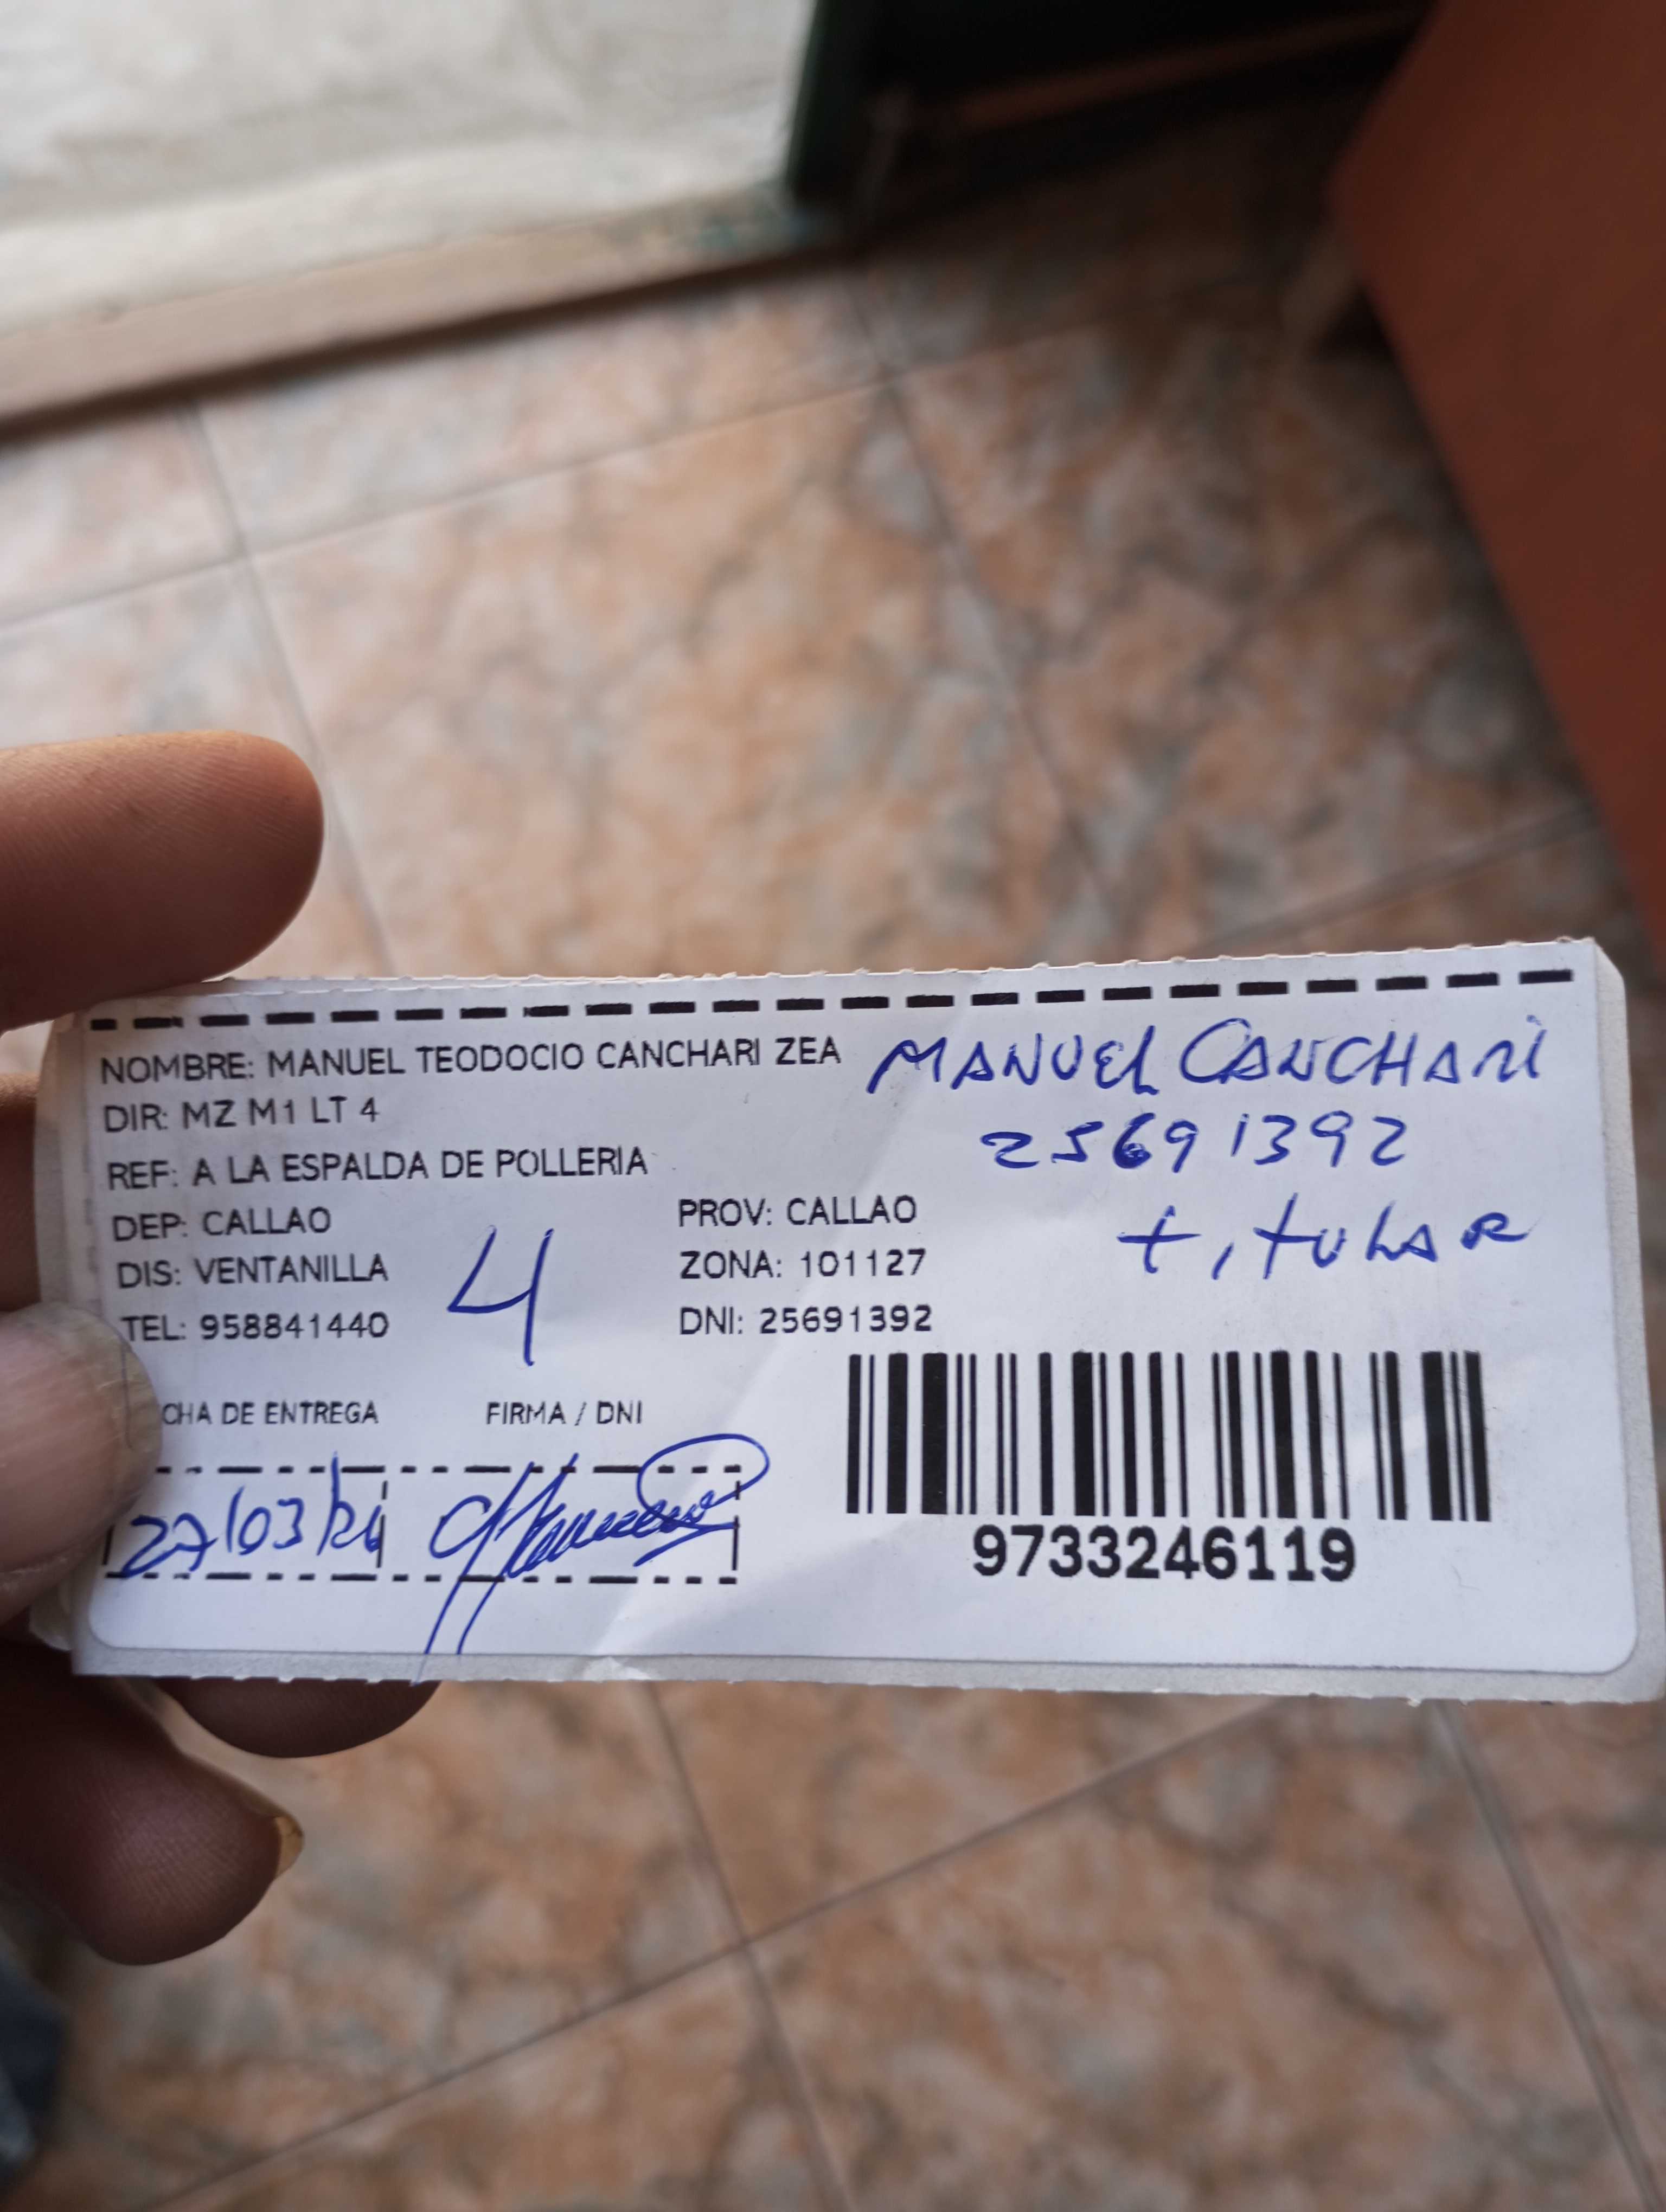 NOMBRE: MANUEL TEODOCIO CANCHARI ZEA
MANUEL CANCHARI
DIR: MZ M1 LT 4
25691392
REF: A LA ESPALDA DE POLLERIA
titular
DEP: CALLAO
PROV: CALLAO
DIS: VENTANILLA
4
ZONA: 101127
TEL: 958841440
DNI: 25691392
CHA DE ENTREGA
FIRMA / DNI
27/03/24
9733246119